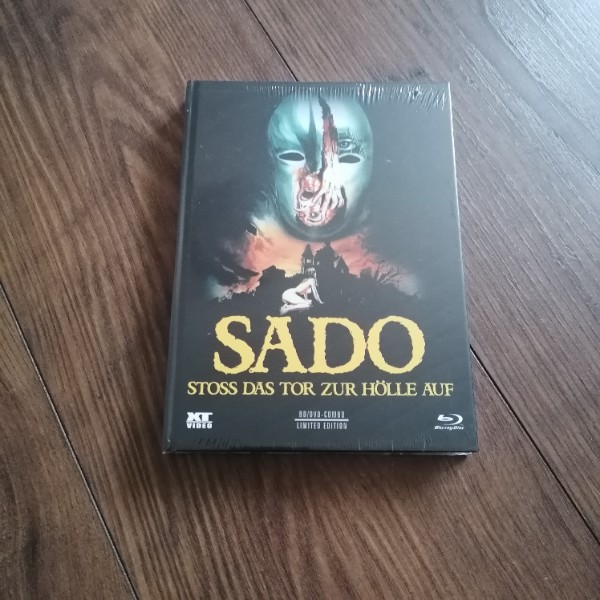 SADO
STOSS DAS TOR ZUR HÖLLE AUF
XT
VIDEO
BD/DVD-COMBO
LIMITED EDITION
Blu-ray Disc